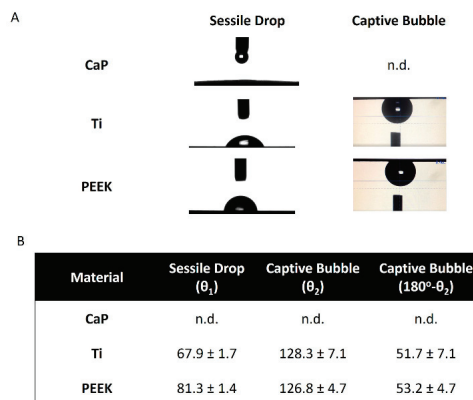 A
Sessile Drop Captive Bubble
CaP n.d.
Ti
PEEK
B
Material Sessile Drop (θ₁) Captive Bubble (θ₂) Captive Bubble (180°-θ₂)
CaP n.d. n.d. n.d.
Ti 67.9 ± 1.7 128.3 ± 7.1 51.7 ± 7.1
PEEK 81.3 ± 1.4 126.8 ± 4.7 53.2 ± 4.7